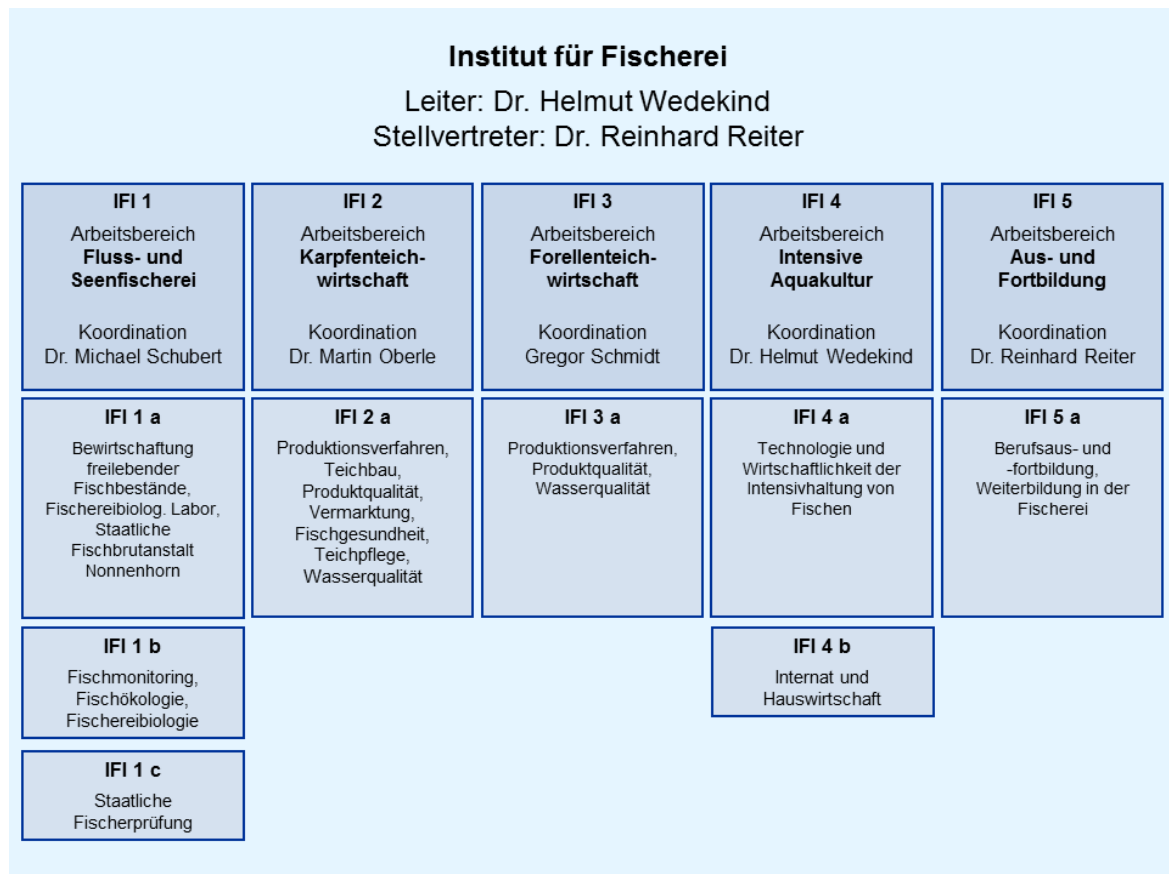 Institut für Fischerei
Leiter: Dr. Helmut Wedekind
Stellvertreter: Dr. Reinhard Reiter
IFI 1
Arbeitsbereich
Fluss- und
Seenfischerei
Koordination
Dr. Michael Schubert
IFI 2
Arbeitsbereich
Karpfenteich-
wirtschaft
Koordination
Dr. Martin Oberle
IFI 3
Arbeitsbereich
Forellenteich-
wirtschaft
Koordination
Gregor Schmidt
IFI 4
Arbeitsbereich
Intensive
Aquakultur
Koordination
Dr. Helmut Wedekind
IFI 5
Arbeitsbereich
Aus- und
Fortbildung
Koordination
Dr. Reinhard Reiter
IFI 1 a
Bewirtschaftung
freilebender
Fischbestände,
Fischereibiolog. Labor,
Staatliche
Fischbrutanstalt
Nonnenhorn
IFI 2 a
Produktionsverfahren,
Teichbau,
Produktqualität,
Vermarktung,
Fischgesundheit,
Teichpflege,
Wasserqualität
IFI 3 a
Produktionsverfahren,
Produktqualität,
Wasserqualität
IFI 4 a
Technologie und
Wirtschaftlichkeit der
Intensivhaltung von
Fischen
IFI 5 a
Berufsaus- und
-fortbildung,
Weiterbildung in der
Fischerei
IFI 1 b
Fischmonitoring,
Fischökologie,
Fischereibiologie
IFI 4 b
Internat und
Hauswirtschaft
IFI 1 c
Staatliche
Fischerprüfung